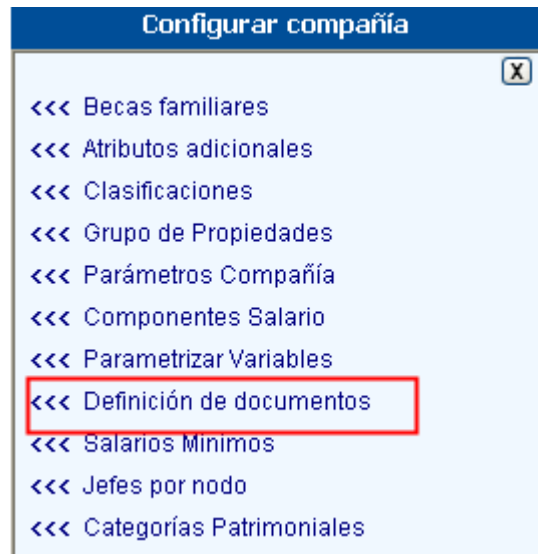 Configurar compañía
X
<<< Becas familiares
<<< Atributos adicionales
<<< Clasificaciones
<<< Grupo de Propiedades
<<< Parámetros Compañía
<<< Componentes Salario
<<< Parametrizar Variables
<<< Definición de documentos
<<< Salarios Minimos
<<< Jefes por nodo
<<< Categorías Patrimoniales